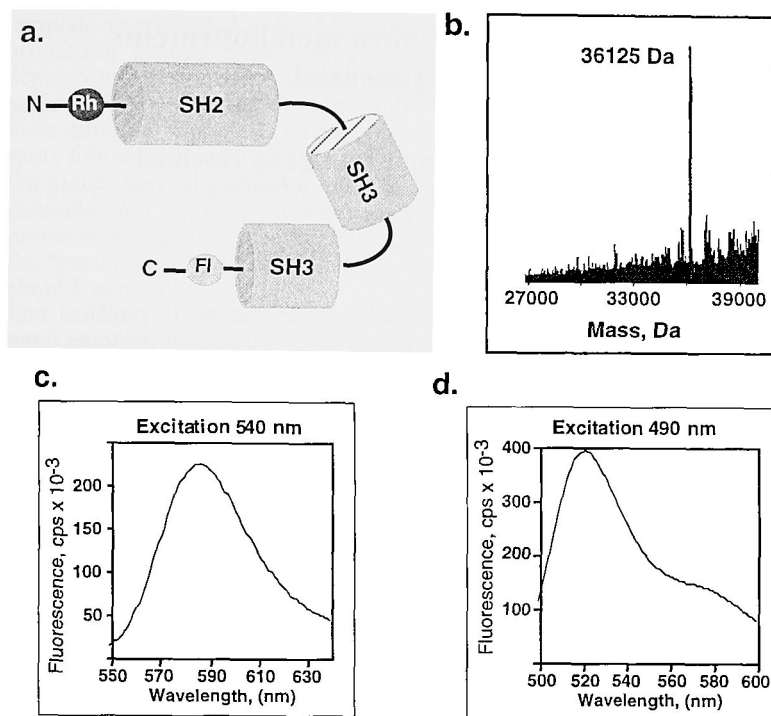 a.
N
Rh
SH2
SH3
C
Fl
SH3
b.
36125 Da
27000 33000 39000
Mass, Da
c.
Excitation 540 nm
Fluorescence, cps x 10-3
200
150
100
50
550 570 590 610 630
Wavelength, (nm)
d.
Excitation 490 nm
Fluorescence, cps x 10-3
400
300
200
100
500 520 540 560 580 600
Wavelength, (nm)